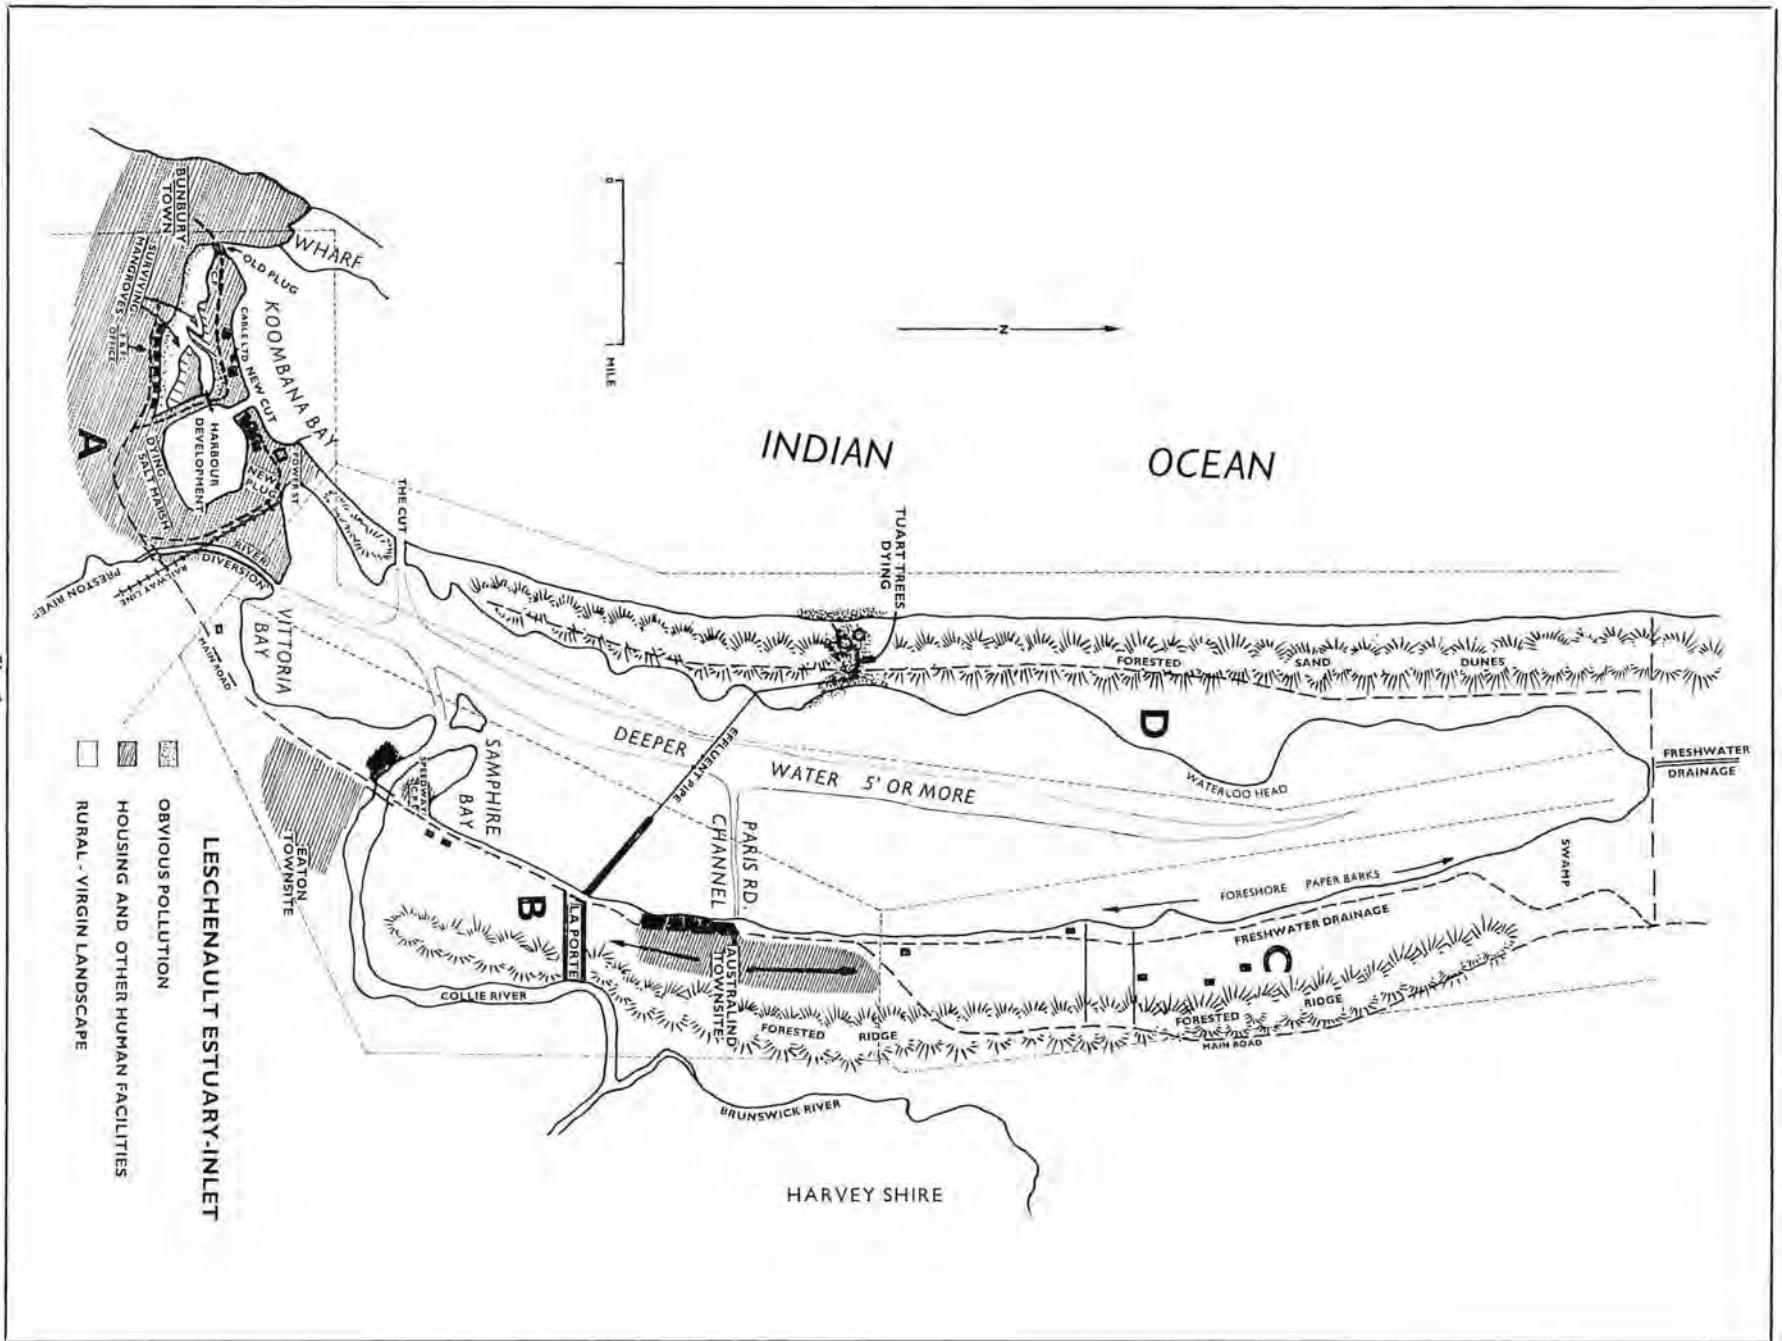 LESCHENAULT ESTUARY-INLET
OBVIOUS POLLUTION
HOUSING AND OTHER HUMAN FACILITIES
RURAL - VIRGIN LANDSCAPE
INDIAN OCEAN
N
0
MILE
BUNBURY
TOWN
WHARF
OLD PLUG
SURVIVING
MANGROVES
C.P.
CABLE LTD
NEW CUT
KOOMBANA BAY
OFFICE
HARBOUR
DEVELOPMENT
DYING
SALT MARSH
NEW
PLUG
POWER ST
A
THE CUT
RIVER
DIVERSION
PRESTON RIVER
RAILWAY LINE
MAIN ROAD
VITTORIA
BAY
SAMPHIRE
BAY
SPEEDWAY
EATON
TOWNSITE
COLLIE RIVER
B
LA PORTE
EFFLUENT PIPE
DEEPER WATER 5' OR MORE
PARIS RD.
CHANNEL
AUSTRALIND
TOWNSITE
FORESTED RIDGE
BRUNSWICK RIVER
HARVEY SHIRE
TUART TREES
DYING
FORESTED SAND DUNES
D
WATERLOO HEAD
FRESHWATER
DRAINAGE
SWAMP
FORESHORE PAPER BARKS
FRESHWATER DRAINAGE
C
FORESTED RIDGE
MAIN ROAD